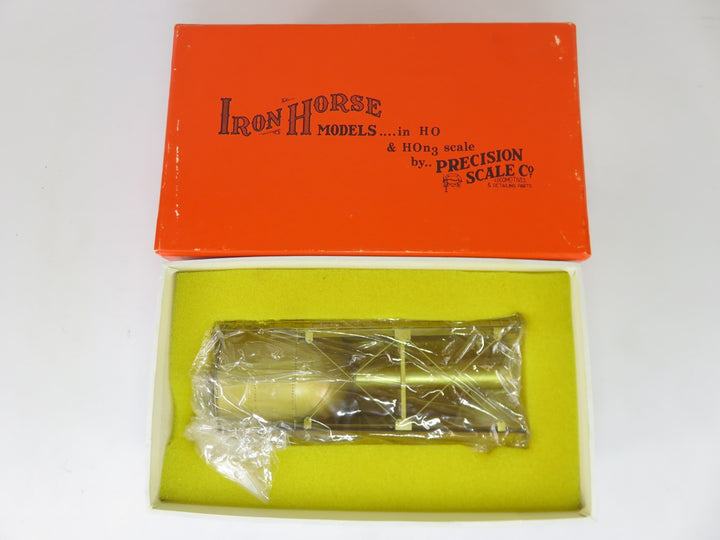 IRON HORSE
MODELS....in HO
& HOn3 scale
by.. PRECISION
SCALE Co
LOCOMOTIVES
& DETAILING PARTS